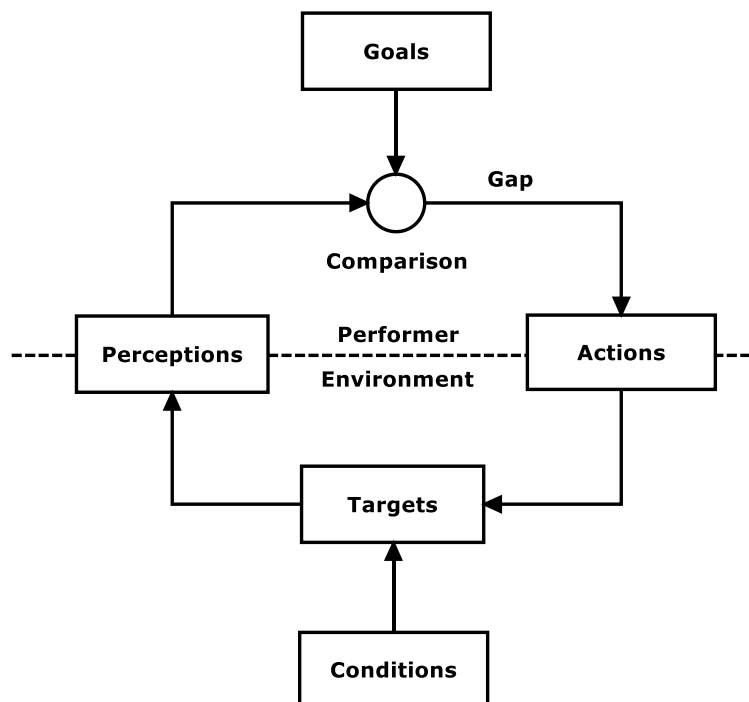 Goals
Gap
Comparison
Performer
Perceptions
Actions
Environment
Targets
Conditions